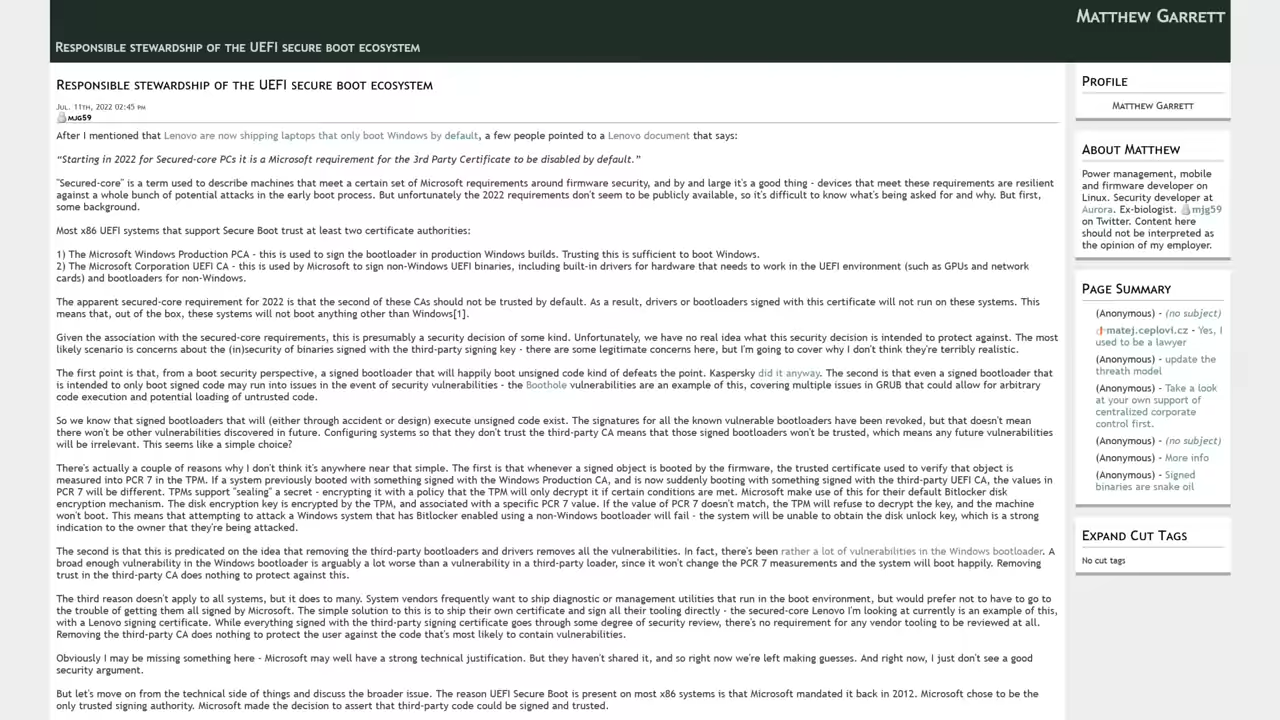 Matthew Garrett
Responsible stewardship of the UEFI secure boot ecosystem
Responsible stewardship of the UEFI secure boot ecosystem
Jul. 11th, 2022 02:45 pm
mjg59
After I mentioned that Lenovo are now shipping laptops that only boot Windows by default, a few people pointed to a Lenovo document that says:
“Starting in 2022 for Secured-core PCs it is a Microsoft requirement for the 3rd Party Certificate to be disabled by default.”
"Secured-core" is a term used to describe machines that meet a certain set of Microsoft requirements around firmware security, and by and large it's a good thing - devices that meet these requirements are resilient
against a whole bunch of potential attacks in the early boot process. But unfortunately the 2022 requirements don't seem to be publicly available, so it's difficult to know what's being asked for and why. But first,
some background.
Most x86 UEFI systems that support Secure Boot trust at least two certificate authorities:
1) The Microsoft Windows Production PCA - this is used to sign the bootloader in production Windows builds. Trusting this is sufficient to boot Windows.
2) The Microsoft Corporation UEFI CA - this is used by Microsoft to sign non-Windows UEFI binaries, including built-in drivers for hardware that needs to work in the UEFI environment (such as GPUs and network
cards) and bootloaders for non-Windows.
The apparent secured-core requirement for 2022 is that the second of these CAs should not be trusted by default. As a result, drivers or bootloaders signed with this certificate will not run on these systems. This
means that, out of the box, these systems will not boot anything other than Windows[1].
Given the association with the secured-core requirements, this is presumably a security decision of some kind. Unfortunately, we have no real idea what this security decision is intended to protect against. The most
likely scenario is concerns about the (in)security of binaries signed with the third-party signing key - there are some legitimate concerns here, but I'm going to cover why I don't think they're terribly realistic.
The first point is that, from a boot security perspective, a signed bootloader that will happily boot unsigned code kind of defeats the point. Kaspersky did it anyway. The second is that even a signed bootloader that
is intended to only boot signed code may run into issues in the event of security vulnerabilities - the Boothole vulnerabilities are an example of this, covering multiple issues in GRUB that could allow for arbitrary
code execution and potential loading of untrusted code.
So we know that signed bootloaders that will (either through accident or design) execute unsigned code exist. The signatures for all the known vulnerable bootloaders have been revoked, but that doesn't mean
there won't be other vulnerabilities discovered in future. Configuring systems so that they don't trust the third-party CA means that those signed bootloaders won't be trusted, which means any future vulnerabilities
will be irrelevant. This seems like a simple choice?
There's actually a couple of reasons why I don't think it's anywhere near that simple. The first is that whenever a signed object is booted by the firmware, the trusted certificate used to verify that object is
measured into PCR 7 in the TPM. If a system previously booted with something signed with the Windows Production CA, and is now suddenly booting with something signed with the third-party UEFI CA, the values in
PCR 7 will be different. TPMs support "sealing" a secret - encrypting it with a policy that the TPM will only decrypt it if certain conditions are met. Microsoft make use of this for their default Bitlocker disk
encryption mechanism. The disk encryption key is encrypted by the TPM, and associated with a specific PCR 7 value. If the value of PCR 7 doesn't match, the TPM will refuse to decrypt the key, and the machine
won't boot. This means that attempting to attack a Windows system that has Bitlocker enabled using a non-Windows bootloader will fail - the system will be unable to obtain the disk unlock key, which is a strong
indication to the owner that they're being attacked.
The second is that this is predicated on the idea that removing the third-party bootloaders and drivers removes all the vulnerabilities. In fact, there's been rather a lot of vulnerabilities in the Windows bootloader. A
broad enough vulnerability in the Windows bootloader is arguably a lot worse than a vulnerability in a third-party loader, since it won't change the PCR 7 measurements and the system will boot happily. Removing
trust in the third-party CA does nothing to protect against this.
The third reason doesn't apply to all systems, but it does to many. System vendors frequently want to ship diagnostic or management utilities that run in the boot environment, but would prefer not to have to go to
the trouble of getting them all signed by Microsoft. The simple solution to this is to ship their own certificate and sign all their tooling directly - the secured-core Lenovo I'm looking at currently is an example of this,
with a Lenovo signing certificate. While everything signed with the third-party signing certificate goes through some degree of security review, there's no requirement for any vendor tooling to be reviewed at all.
Removing the third-party CA does nothing to protect the user against the code that's most likely to contain vulnerabilities.
Obviously I may be missing something here - Microsoft may well have a strong technical justification. But they haven't shared it, and so right now we're left making guesses. And right now, I just don't see a good
security argument.
But let's move on from the technical side of things and discuss the broader issue. The reason UEFI Secure Boot is present on most x86 systems is that Microsoft mandated it back in 2012. Microsoft chose to be the
only trusted signing authority. Microsoft made the decision to assert that third-party code could be signed and trusted.
Profile
Matthew Garrett
About Matthew
Power management, mobile
and firmware developer on
Linux. Security developer at
Aurora. Ex-biologist. mjg59
on Twitter. Content here
should not be interpreted as
the opinion of my employer.
Page Summary
(Anonymous) - (no subject)
matej.ceplovi.cz - Yes, I
used to be a lawyer
(Anonymous) - update the
threath model
(Anonymous) - Take a look
at your own support of
centralized corporate
control first.
(Anonymous) - (no subject)
(Anonymous) - More info
(Anonymous) - Signed
binaries are snake oil
Expand Cut Tags
No cut tags